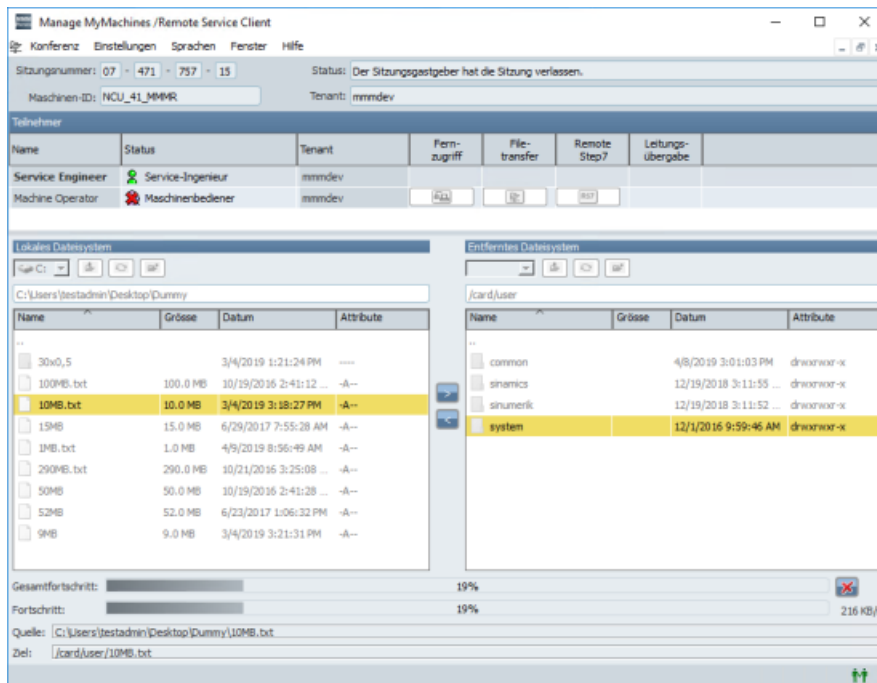 Manage MyMachines /Remote Service Client
Konferenz Einstellungen Sprachen Fenster Hilfe
Sitzungsnummer: 07 - 471 - 757 - 15 Status: Der Sitzungsgastgeber hat die Sitzung verlassen.
Maschinen-ID: NCU_41_MMMR Tenant: mmmdev
Teilnehmer
Name Status Tenant Fern-zugriff File-transfer Remote Step7 Leitungs-übergabe
Service Engineer Service-Ingenieur mmmdev
Machine Operator Maschinenbediener mmmdev
Lokales Dateisystem Entferntes Dateisystem
C:
C:\Users\testadmin\Desktop\Dummy /card/user
Name Grösse Datum Attribute Name Grösse Datum Attribute
.. ..
30x0,5 3/4/2019 1:21:24 PM ---- common 4/8/2019 3:01:03 PM drwxrwxr-x
100MB.txt 100.0 MB 10/19/2016 2:41:12 ... -A-- sinamics 12/19/2018 3:11:55 ... drwxrwxr-x
10MB.txt 10.0 MB 3/4/2019 3:18:27 PM -A-- > sinumerik 12/19/2018 3:11:52 ... drwxrwxr-x
15MB 15.0 MB 6/29/2017 7:55:28 AM -A-- < system 12/1/2016 9:59:46 AM drwxrwxr-x
1MB.txt 1.0 MB 4/9/2019 8:56:49 AM -A--
290MB.txt 290.0 MB 10/21/2016 3:25:08 ... -A--
50MB 50.0 MB 10/19/2016 2:41:28 ... -A--
52MB 52.0 MB 6/23/2017 1:06:32 PM -A--
9MB 9.0 MB 3/4/2019 3:21:31 PM -A--
Gesamtfortschritt: 19%
Fortschritt: 19% 216 KB/
Quelle: C:\Users\testadmin\Desktop\Dummy\10MB.txt
Ziel: /card/user/10MB.txt